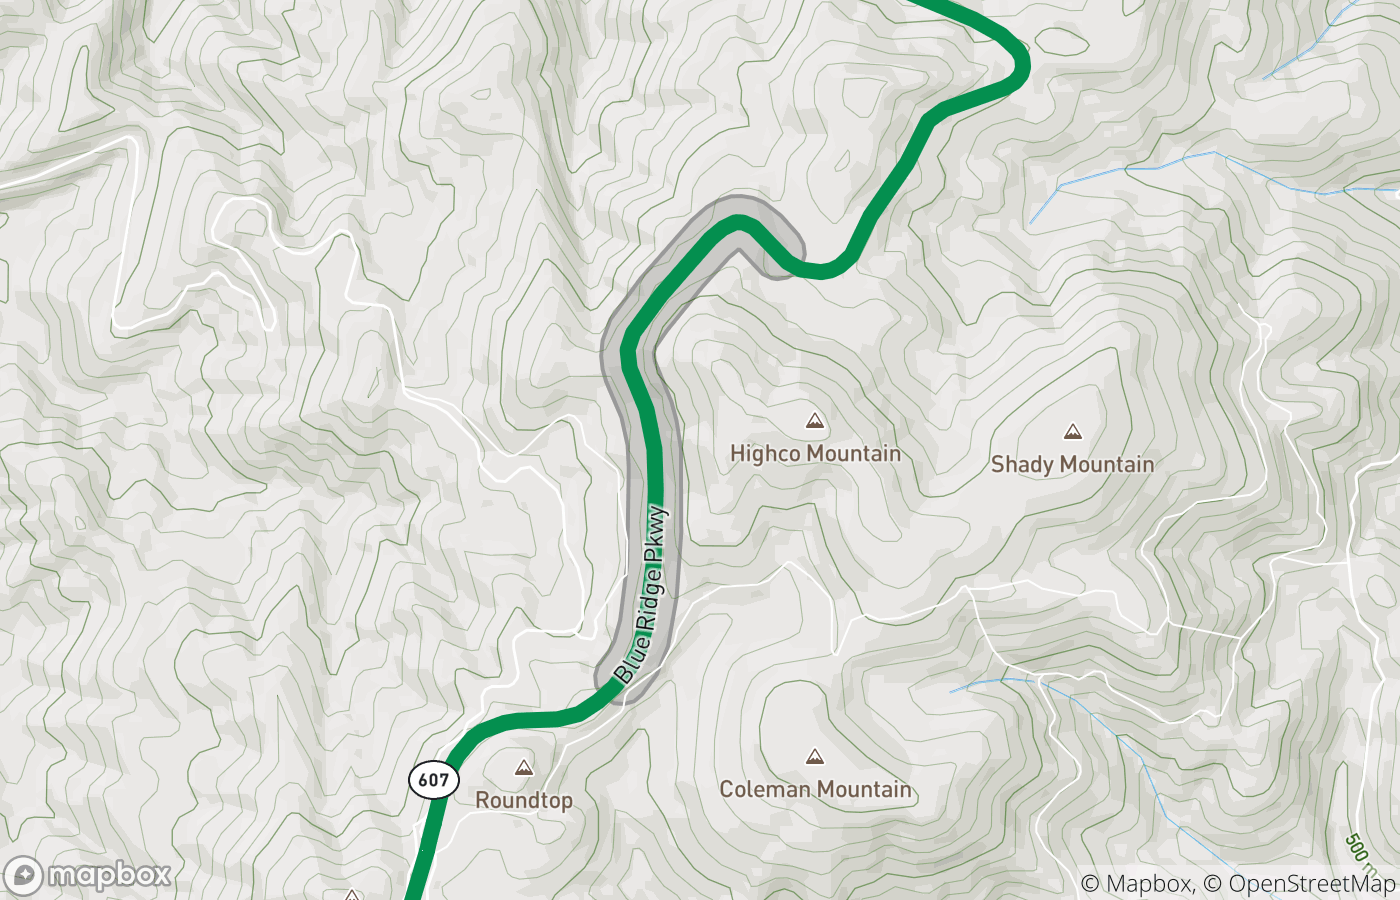 Highco Mountain
Shady Mountain
Blue Ridge Pkwy
607
Roundtop
Coleman Mountain
500 m
mapbox
© Mapbox, © OpenStreetMap